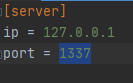 [server]
ip = 127.0.0.1
port = 1337